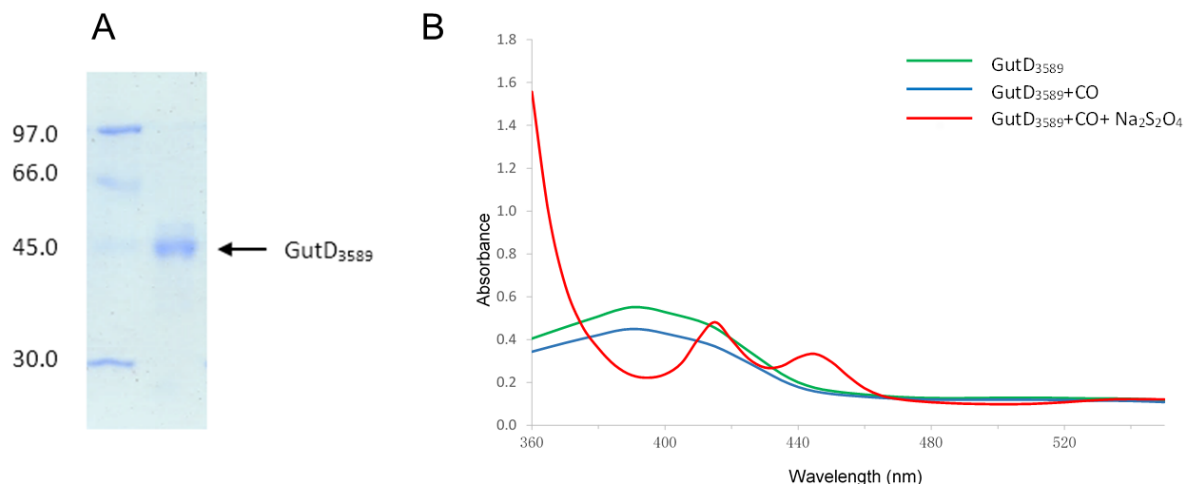 A
97.0
66.0
45.0
30.0
GutD3589
B
1.8
1.6
1.4
1.2
1.0
0.8
0.6
0.4
0.2
0.0
Absorbance
360
400
440
480
520
Wavelength (nm)
GutD3589
GutD3589+CO
GutD3589+CO+ Na2S2O4